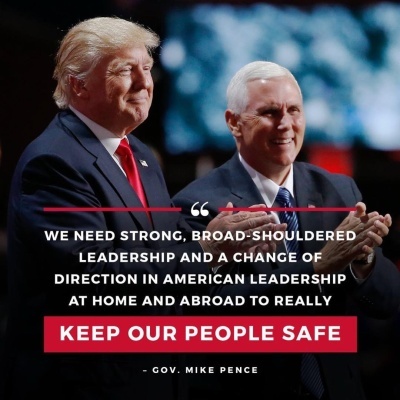 “
WE NEED STRONG, BROAD-SHOULDERED
LEADERSHIP AND A CHANGE OF
DIRECTION IN AMERICAN LEADERSHIP
AT HOME AND ABROAD TO REALLY
KEEP OUR PEOPLE SAFE
– GOV. MIKE PENCE